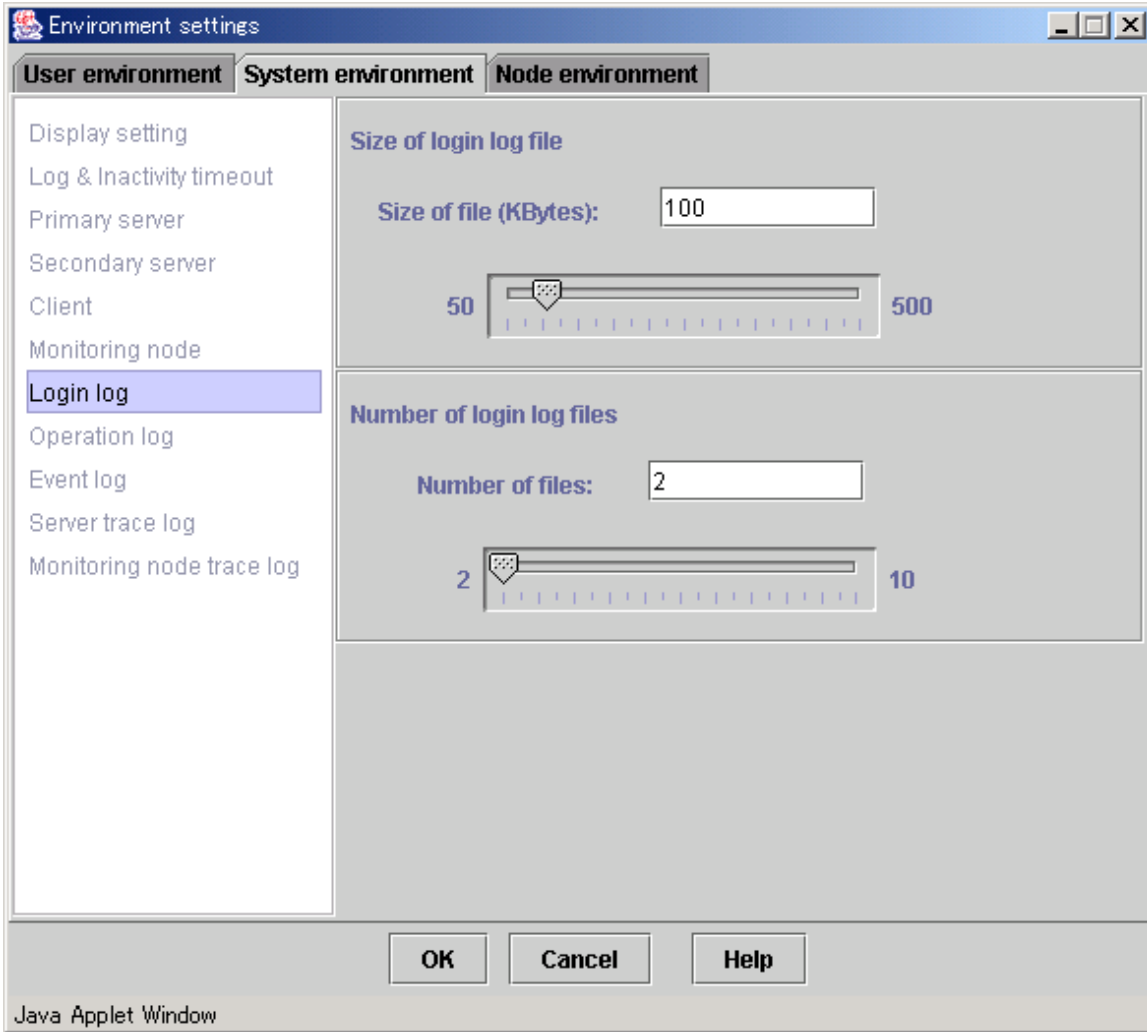 Environment settings
User environment System environment Node environment
Display setting
Log & Inactivity timeout
Primary server
Secondary server
Client
Monitoring node
Login log
Operation log
Event log
Server trace log
Monitoring node trace log
Size of login log file
Size of file (KBytes): 100
50 500
Number of login log files
Number of files: 2
2 10
OK Cancel Help
Java Applet Window